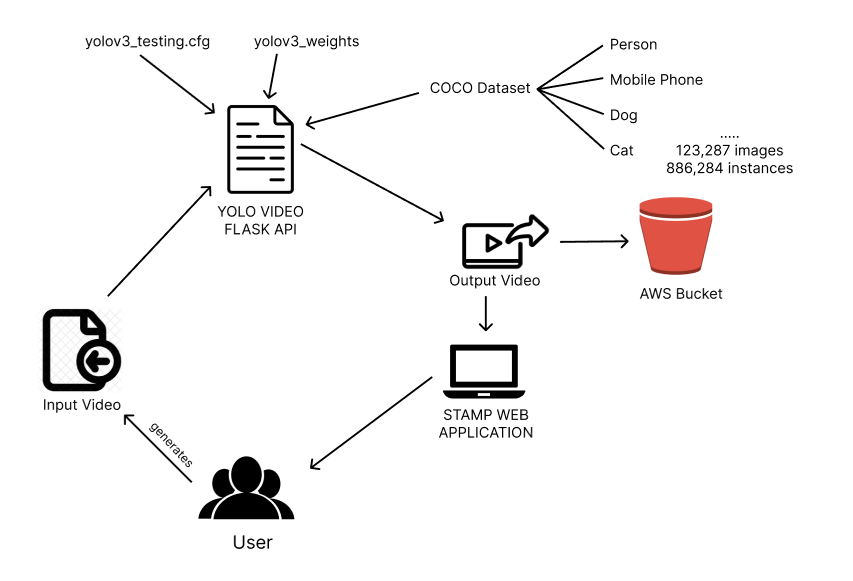 yolov3_testing.cfg
yolov3_weights
COCO Dataset
Person
Mobile Phone
Dog
Cat
.....
123,287 images
886,284 instances
YOLO VIDEO
FLASK API
Output Video
AWS Bucket
Input Video
STAMP WEB
APPLICATION
generates
User